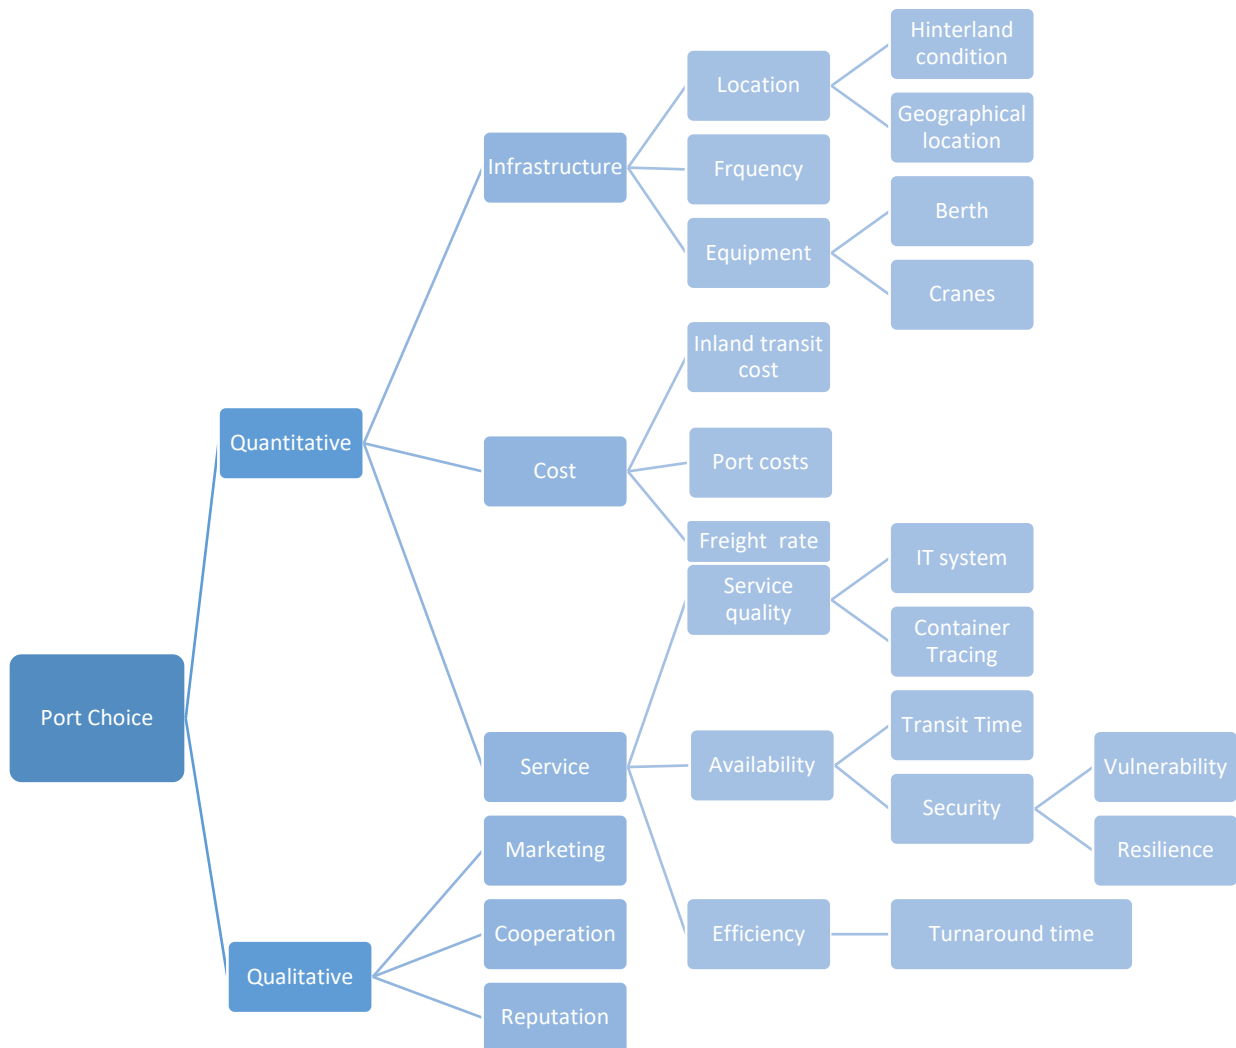 Hinterland
condition
Location
Geographical
location
Infrastructure
Frquency
Berth
Equipment
Cranes
Inland transit
cost
Quantitative
Cost
Port costs
Freight  rate
IT system
Service
quality
Container
Tracing
Port Choice
Transit Time
Service
Availability
Vulnerability
Security
Marketing
Resilience
Cooperation
Efficiency
Turnaround time
Qualitative
Reputation